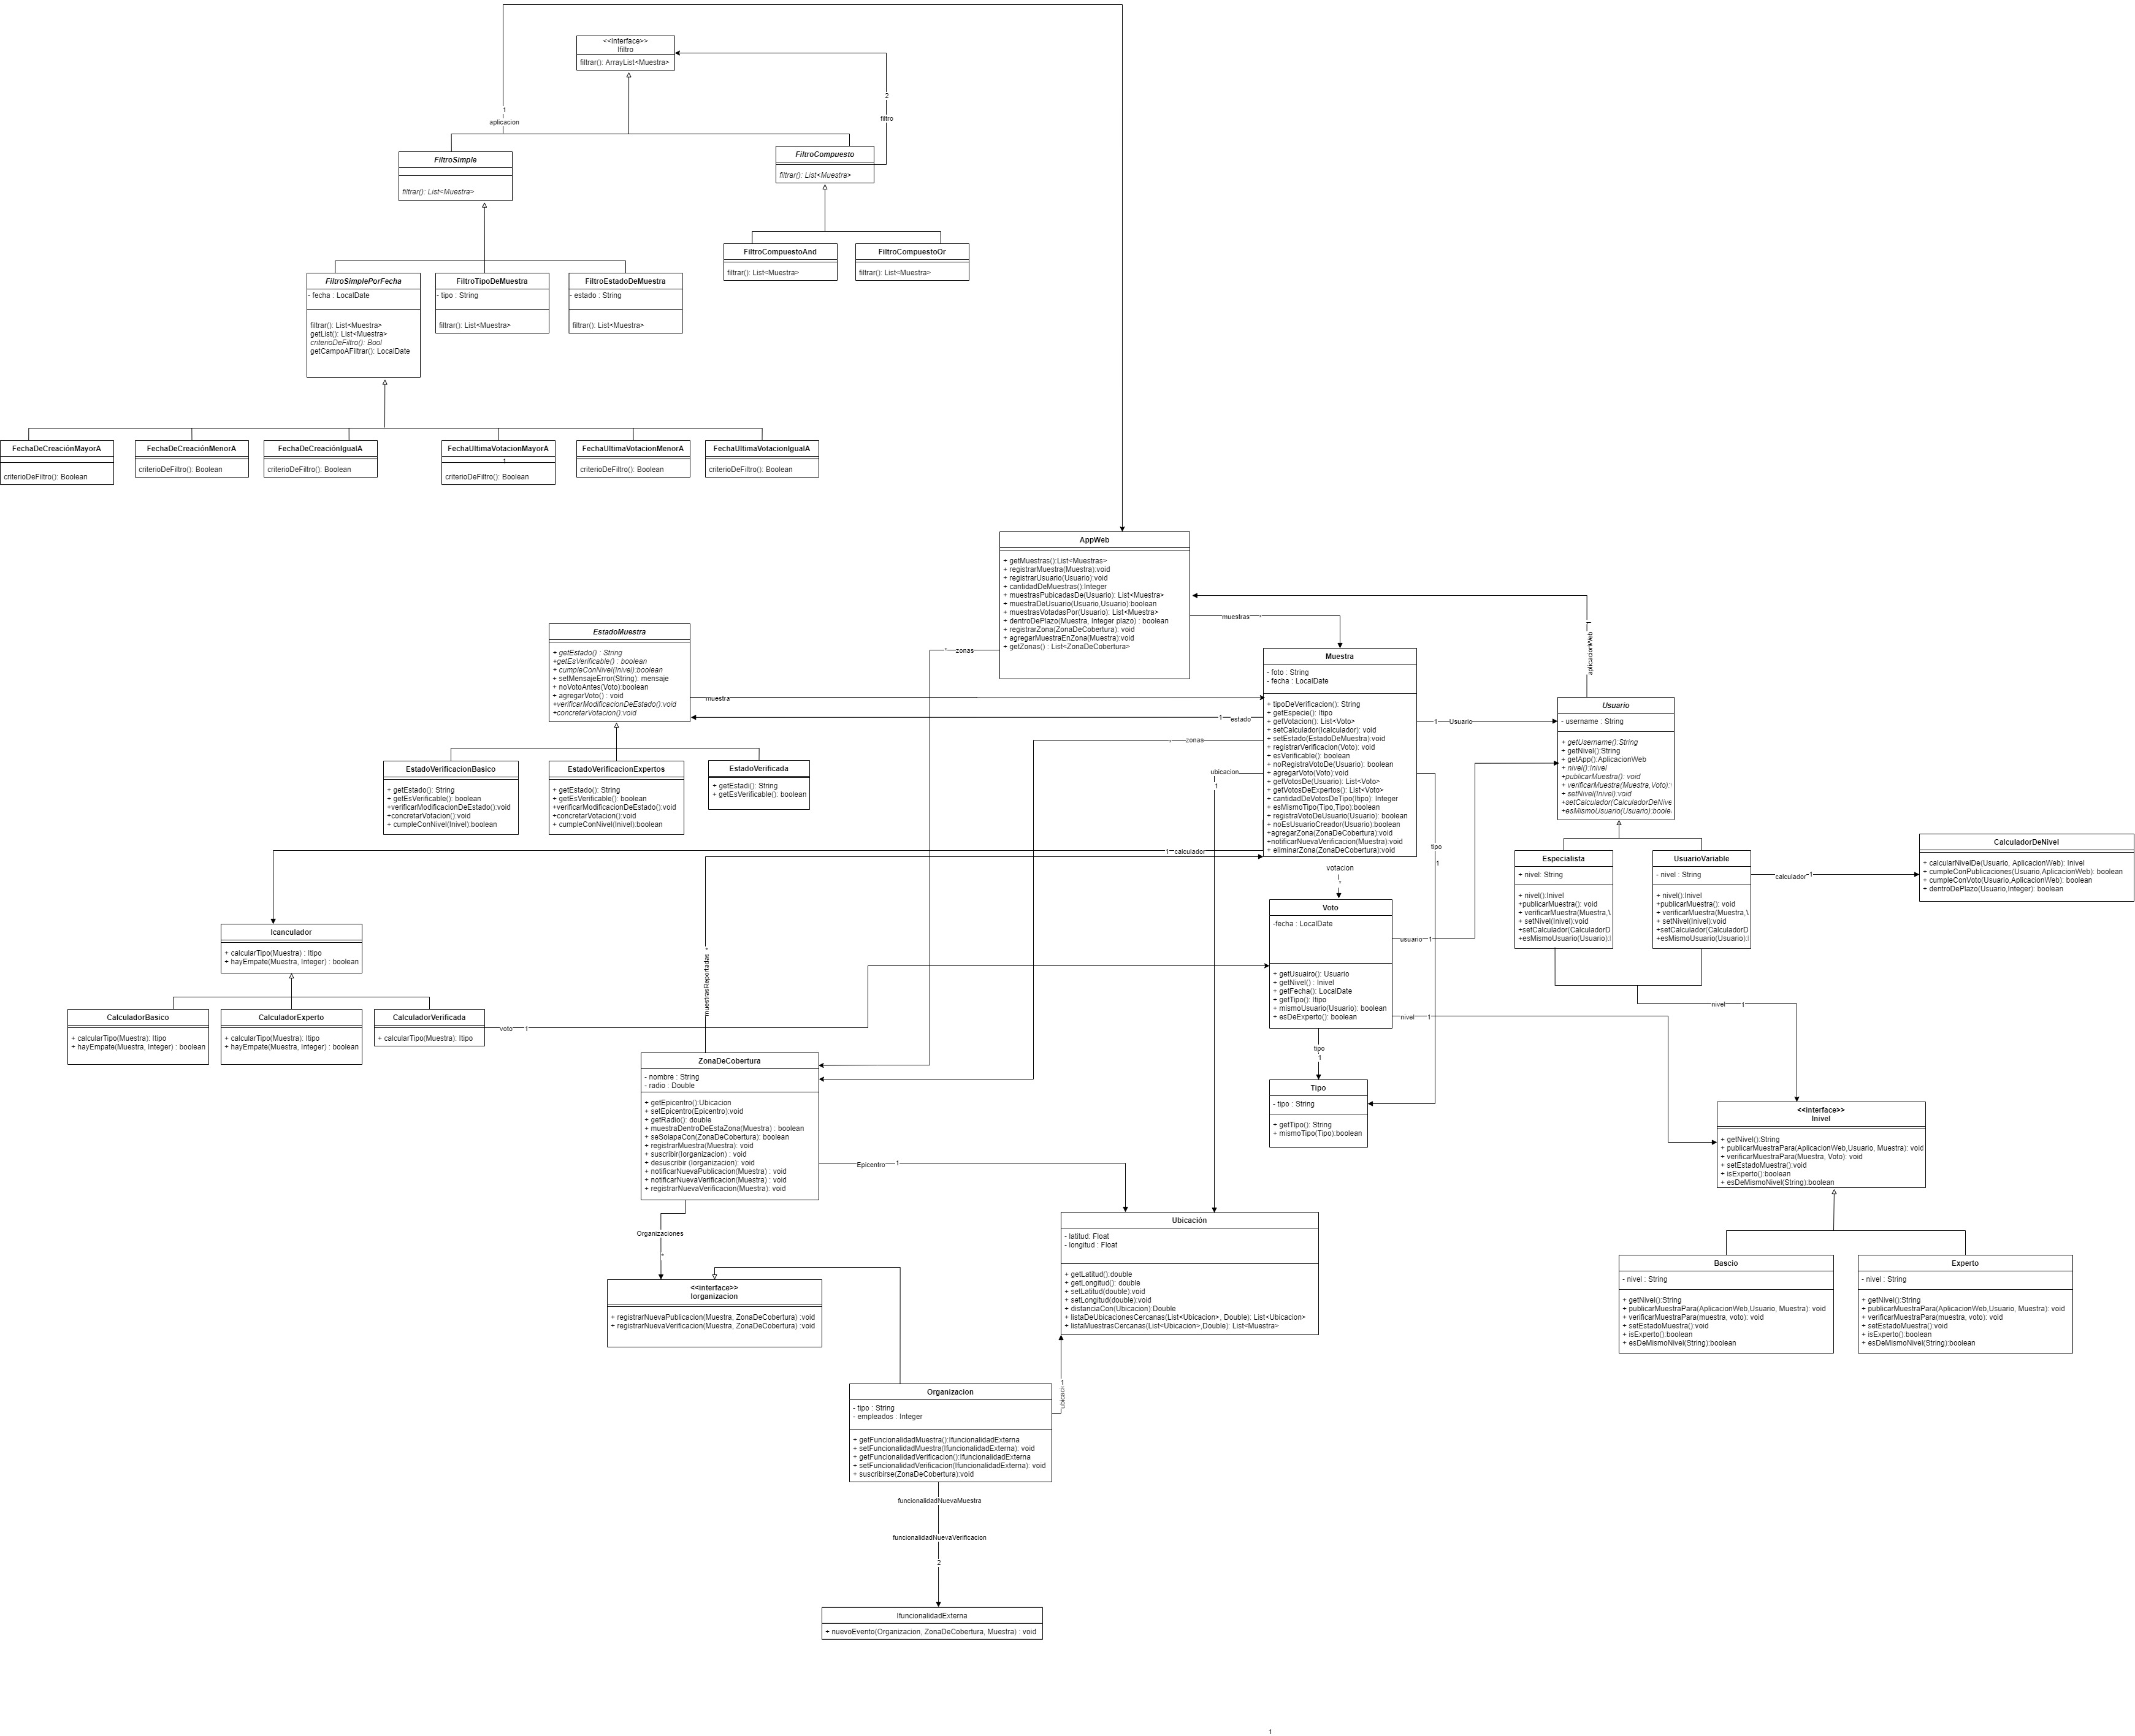 <<Interface>>
Ifiltro
filtrar(): ArrayList<Muestra>
1
aplicacion
2
filtro
FiltroSimple
filtrar(): List<Muestra>
FiltroCompuesto
filtrar(): List<Muestra>
FiltroCompuestoAnd
filtrar(): List<Muestra>
FiltroCompuestoOr
filtrar(): List<Muestra>
FiltroSimplePorFecha
- fecha : LocalDate
filtrar(): List<Muestra>
getList(): List<Muestra>
criterioDeFiltro(): Bool
getCampoAFiltrar(): LocalDate
FiltroTipoDeMuestra
- tipo : String
filtrar(): List<Muestra>
FiltroEstadoDeMuestra
- estado : String
filtrar(): List<Muestra>
FechaDeCreaciónMayorA
criterioDeFiltro(): Boolean
FechaDeCreaciónMenorA
criterioDeFiltro(): Boolean
FechaDeCreaciónIgualA
criterioDeFiltro(): Boolean
FechaUltimaVotacionMayorA
1
criterioDeFiltro(): Boolean
FechaUltimaVotacionMenorA
criterioDeFiltro(): Boolean
FechaUltimaVotacionIgualA
criterioDeFiltro(): Boolean
AppWeb
+ getMuestras():List<Muestras>
+ registrarMuestra(Muestra):void
+ registrarUsuario(Usuario):void
+ cantidadDeMuestras():Integer
+ muestrasPubicadasDe(Usuario): List<Muestra>
+ muestraDeUsuario(Usuario,Usuario):boolean
+ muestrasVotadasPor(Usuario): List<Muestra>
+ dentroDePlazo(Muestra, Integer plazo) : boolean
+ registrarZona(ZonaDeCobertura): void
+ agregarMuestraEnZona(Muestra):void
+ getZonas() : List<ZonaDeCobertura>
muestras *
* zonas
1
aplicacionWeb
EstadoMuestra
+ getEstado() : String
+getEsVerificable() : boolean
+ cumpleConNivel(Inivel):boolean
+ setMensajeError(String): mensaje
+ noVotoAntes(Voto):boolean
+ agregarVoto() : void
+verificarModificacionDeEstado():void
+concretarVotacion():void
muestra
1 estado
EstadoVerificacionBasico
+ getEstado(): String
+ getEsVerificable(): boolean
+verificarModificacionDeEstado():void
+concretarVotacion():void
+ cumpleConNivel(Inivel):boolean
EstadoVerificacionExpertos
+ getEstado(): String
+ getEsVerificable(): boolean
+verificarModificacionDeEstado():void
+concretarVotacion():void
+ cumpleConNivel(Inivel):boolean
EstadoVerificada
+ getEstadi(): String
+ getEsVerificable(): boolean
Muestra
- foto : String
- fecha : LocalDate
+ tipoDeVerificacion(): String
+ getEspecie(): Itipo
+ getVotacion(): List<Voto>
+ setCalculador(Icalculador): void
+ setEstado(EstadoDeMuestra):void
+ registrarVerificacion(Voto): void
+ esVerificable(): boolean
+ noRegistraVotoDe(Usuario): boolean
+ agregarVoto(Voto):void
+ getVotosDe(Usuario): List<Voto>
+ getVotosDeExpertos(): List<Voto>
+ cantidadDeVotosDeTipo(Itipo): Integer
+ esMismoTipo(Tipo,Tipo):boolean
+ registraVotoDeUsuario(Usuario): boolean
+ noEsUsuarioCreador(Usuario):boolean
+agregarZona(ZonaDeCobertura):void
+notificarNuevaVerificacion(Muestra):void
+ eliminarZona(ZonaDeCobertura):void
1 Usuario
* zonas
ubicacion
1
1 calculador
tipo
1
votacion
*
Usuario
- username : String
+ getUsername():String
+ getNivel():String
+ getApp():AplicacionWeb
+ nivel():Inivel
+publicarMuestra(): void
+ verificarMuestra(Muestra,Voto):v
+ setNivel(Inivel):void
+setCalculador(CalculadorDeNive
+esMismoUsuario(Usuario):boole
Especialista
+ nivel: String
+ nivel():Inivel
+publicarMuestra(): void
+ verificarMuestra(Muestra,V
+ setNivel(Inivel):void
+setCalculador(CalculadorD
+esMismoUsuario(Usuario):
UsuarioVariable
- nivel : String
+ nivel():Inivel
+publicarMuestra(): void
+ verificarMuestra(Muestra,V
+ setNivel(Inivel):void
+setCalculador(CalculadorD
+esMismoUsuario(Usuario):
calculador 1
CalculadorDeNivel
+ calcularNivelDe(Usuario, AplicacionWeb): Inivel
+ cumpleConPublicaciones(Usuario,AplicacionWeb): boolean
+ cumpleConVoto(Usuario,AplicacionWeb): boolean
+ dentroDePlazo(Usuario,Integer): boolean
Voto
-fecha : LocalDate
+ getUsuairo(): Usuario
+ getNivel() : Inivel
+ getFecha(): LocalDate
+ getTipo(): Itipo
+ mismoUsuario(Usuario): boolean
+ esDeExperto(): boolean
usuario 1
nivel 1
nivel 1
tipo
1
Icanculador
+ calcularTipo(Muestra) : Itipo
+ hayEmpate(Muestra, Integer) : boolean
CalculadorBasico
+ calcularTipo(Muestra): Itipo
+ hayEmpate(Muestra, Integer) : boolean
CalculadorExperto
+ calcularTipo(Muestra): Itipo
+ hayEmpate(Muestra, Integer) : boolean
CalculadorVerificada
+ calcularTipo(Muestra): Itipo
voto 1
muestrasReportadas *
ZonaDeCobertura
- nombre : String
- radio : Double
+ getEpicentro():Ubicacion
+ setEpicentro(Epicentro):void
+ getRadio(): double
+ muestraDentroDeEstaZona(Muestra) : boolean
+ seSolapaCon(ZonaDeCobertura): boolean
+ registrarMuestra(Muestra): void
+ suscribir(Iorganizacion) : void
+ desuscribir (Iorganizacion): void
+ notificarNuevaPublicacion(Muestra) : void
+ notificarNuevaVerificacion(Muestra) : void
+ registrarNuevaVerificacion(Muestra): void
Epicentro 1
Organizaciones
*
Tipo
- tipo : String
+ getTipo(): String
+ mismoTipo(Tipo):boolean
<<interface>>
Inivel
+ getNivel():String
+ publicarMuestraPara(AplicacionWeb,Usuario, Muestra): void
+ verificarMuestraPara(Muestra, Voto): void
+ setEstadoMuestra():void
+ isExperto():boolean
+ esDeMismoNivel(String):boolean
Bascio
- nivel : String
+ getNivel():String
+ publicarMuestraPara(AplicacionWeb,Usuario, Muestra): void
+ verificarMuestraPara(muestra, voto): void
+ setEstadoMuestra():void
+ isExperto():boolean
+ esDeMismoNivel(String):boolean
Experto
- nivel : String
+ getNivel():String
+ publicarMuestraPara(AplicacionWeb,Usuario, Muestra): void
+ verificarMuestraPara(muestra, voto): void
+ setEstadoMuestra():void
+ isExperto():boolean
+ esDeMismoNivel(String):boolean
Ubicación
- latitud: Float
- longitud : Float
+ getLatitud():double
+ getLongitud(): double
+ setLatitud(double):void
+ setLongitud(double):void
+ distanciaCon(Ubicacion):Double
+ listaDeUbicacionesCercanas(List<Ubicacion>, Double): List<Ubicacion>
+ listaMuestrasCercanas(List<Ubicacion>,Double): List<Muestra>
<<interface>>
Iorganizacion
+ registrarNuevaPublicacion(Muestra, ZonaDeCobertura) :void
+ registrarNuevaVerificacion(Muestra, ZonaDeCobertura) :void
Organizacion
- tipo : String
- empleados : Integer
+ getFuncionalidadMuestra():IfuncionalidadExterna
+ setFuncionalidadMuestra(IfuncionalidadExterna): void
+ getFuncionalidadVerificacion():IfuncionalidadExterna
+ setFuncionalidadVerificacion(IfuncionalidadExterna): void
+ suscribirse(ZonaDeCobertura):void
1
funcionalidadNuevaMuestra
funcionalidadNuevaVerificacion
2
IfuncionalidadExterna
+ nuevoEvento(Organizacion, ZonaDeCobertura, Muestra) : void
1